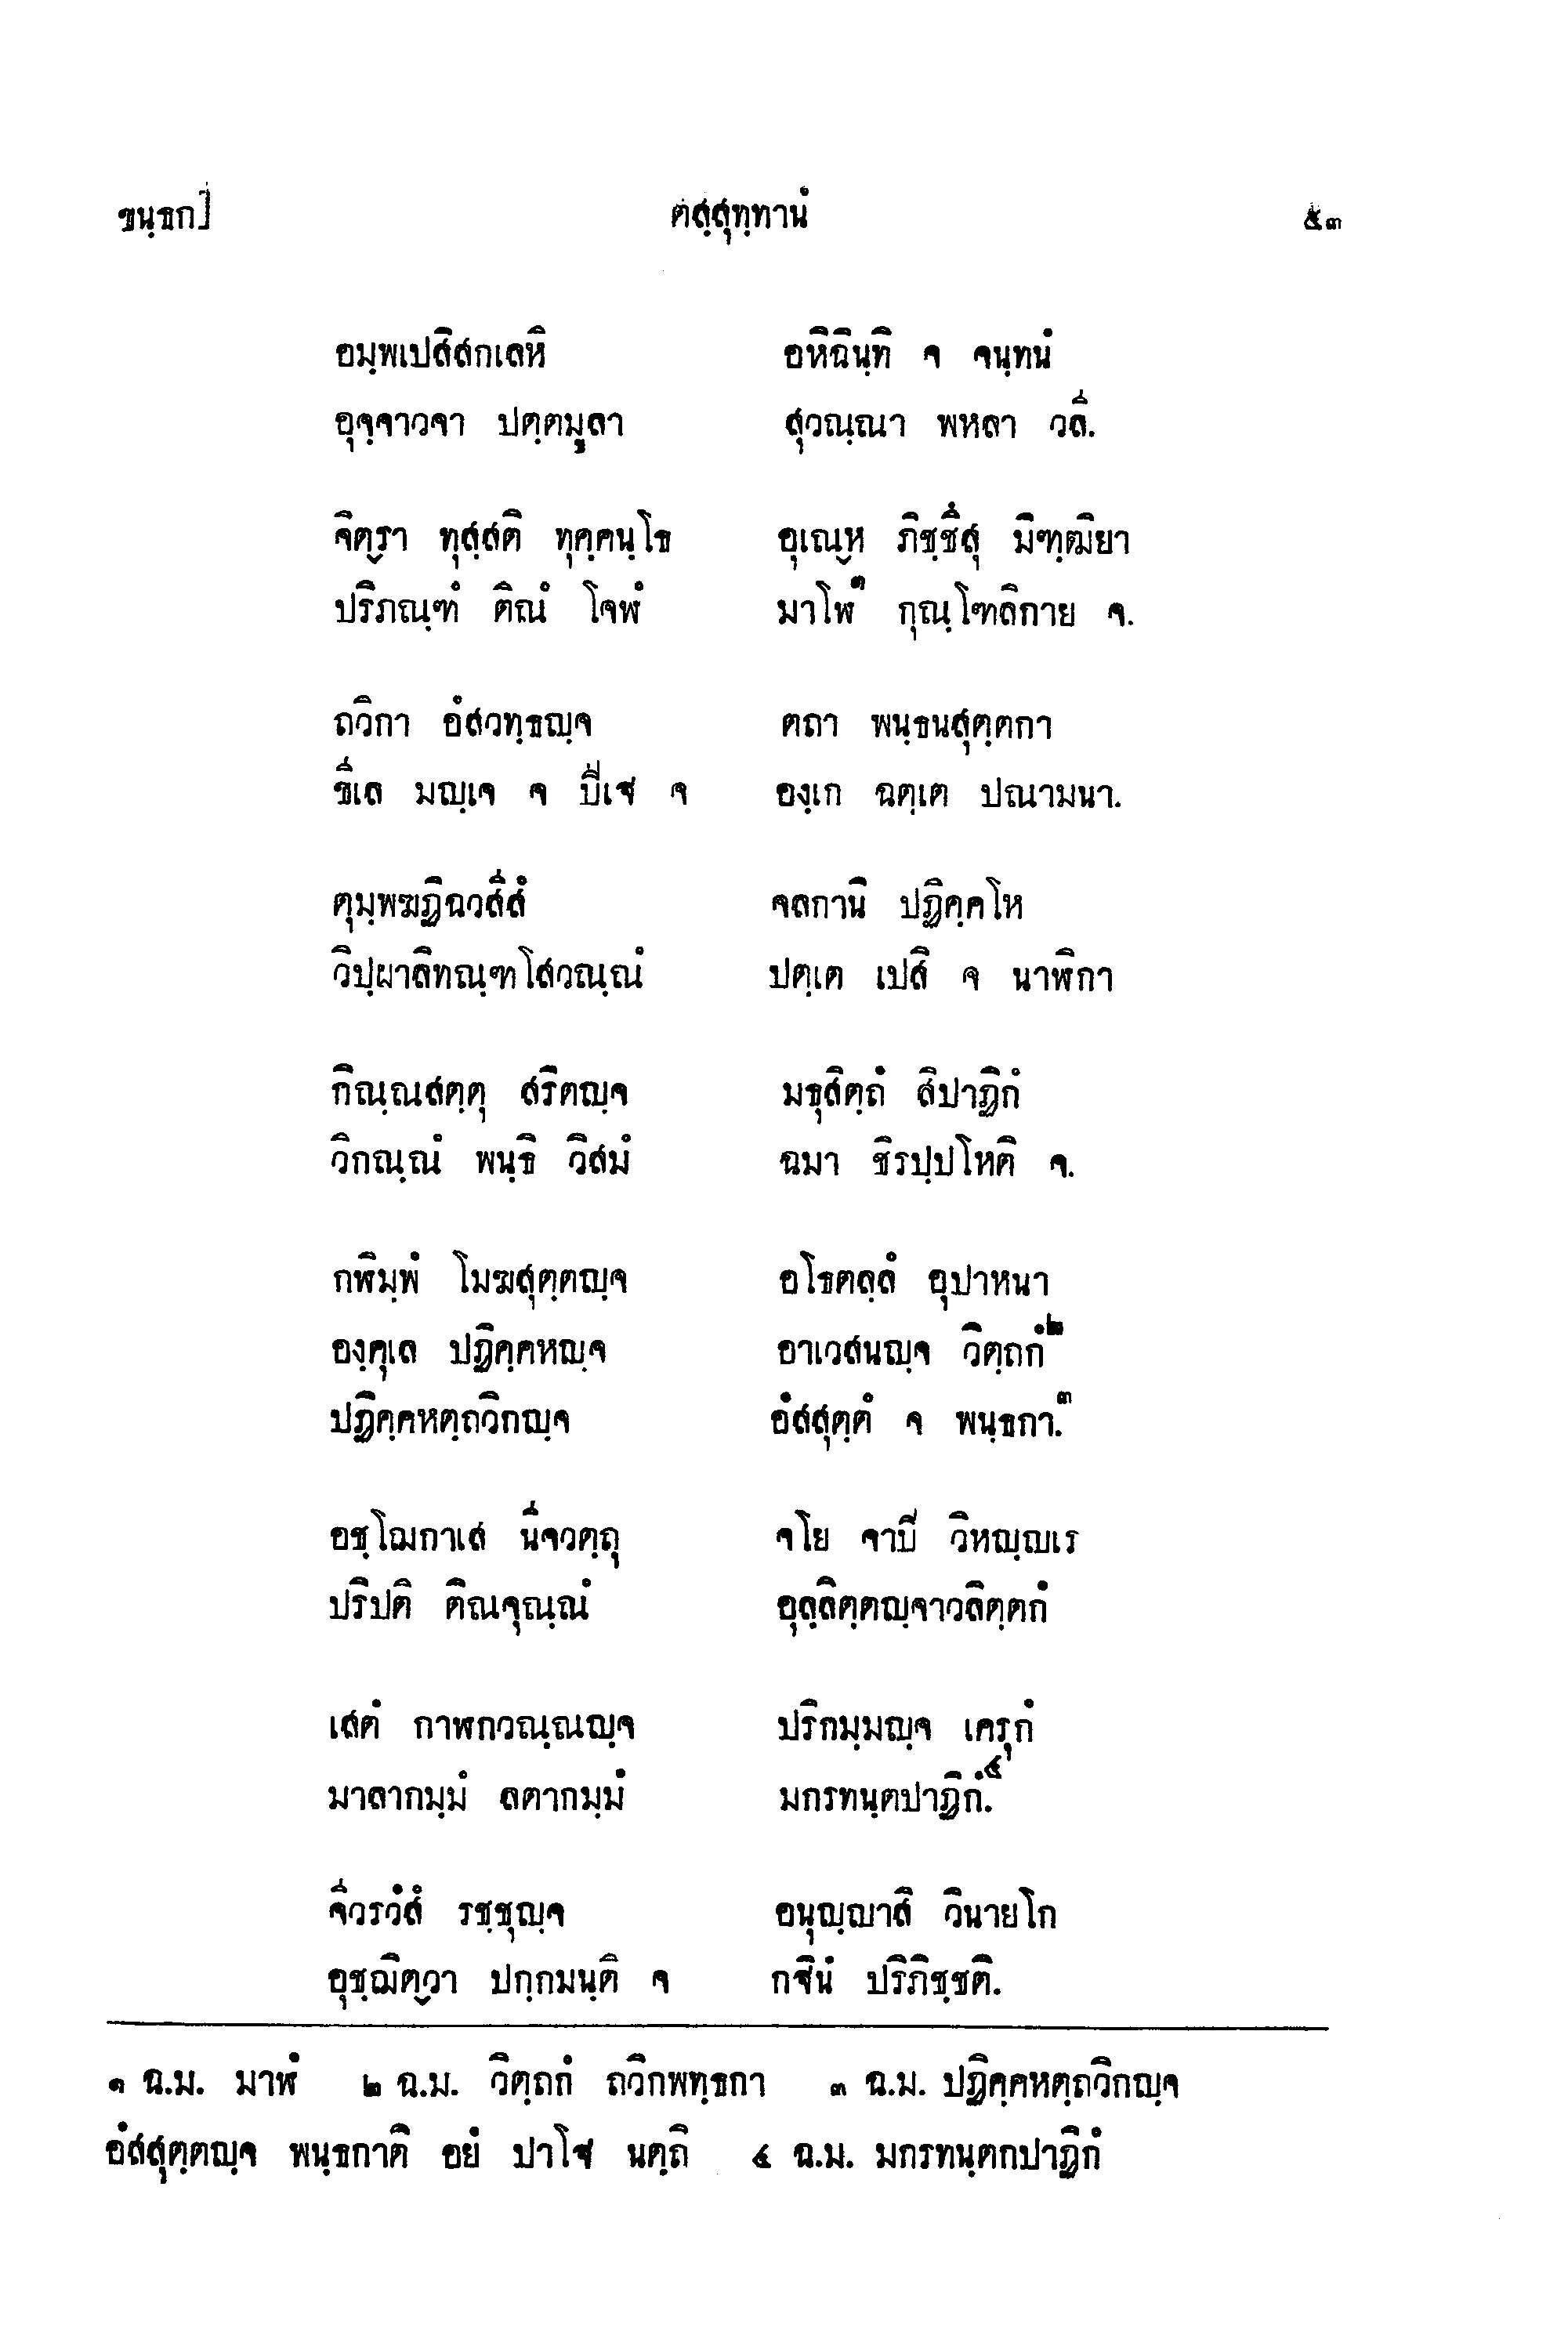 ขนฺธก]	ตสฺสุทฺทานํ	๕๓
อมฺพเปสิสกเลหิ	อหิฉินฺทิ จ จนฺทนํ
อุจฺจาวจา ปตฺตมูลา	สุวณฺณา พหลา วลี.
จิตฺรา ทุสฺสติ ทุคฺคนฺโธ	อุเณฺห ภิชฺชึสุ มิฑฺฒิยา
ปริภณฺฑํ ติณํ โจฬํ	มาโฬ๑ กุณฺโฑลิกาย จ.
ถวิกา อํสวทฺธญฺจ	ตถา พนฺธนสุตฺตกา
ขีเล มญฺเจ จ ปีเฐ จ	องฺเก ฉตฺเต ปณามนา.
ตุมฺพฆฏิฉวสีสํ	จลกานิ ปฏิคฺคโห
วิปฺผาลิทณฺฑโสวณฺณํ	ปตฺเต เปสิ จ นาฬิกา
กิณฺณสตฺตุ สริตญฺจ	มธุสิตฺถํ สิปาฏิกํ
วิกณฺณํ พนฺธิ วิสมํ	ฉมา ชิรปฺปโหติ จ.
กฬิมฺพํ โมฆสุตฺตญฺจ	อโธตลฺลํ อุปาหนา
องฺคุเล ปฏิคฺคหญฺจ	อาเวสนญฺจ วิตฺถกํ๒
ปฏิคฺคหตฺถวิกญฺจ	อํสสุตฺตํ จ พนฺธกา.๓
อชฺโฌกาเส นีจวตฺถุ	จโย จาปิ วิหญฺญเร
ปริปติ ติณจุณฺณํ	อุลฺลิตฺตญฺจาวลิตฺตกํ
เสตํ กาฬกวณฺณญฺจ	ปริกมฺมญฺจ เครุกํ
มาลากมฺมํ ลตากมฺมํ	มกรทนฺตปาฏิกํ.๔
จีวรวํสํ รชฺชุญฺจ	อนุญฺญาสิ วินายโก
อุชฺฌิตฺวา ปกฺกมนฺติ จ	กฐินํ ปริภิชฺชติ.
๑ ฉ.ม. มาฬํ ๒ ฉ.ม. วิตฺถกํ ถวิกพทฺธกา ๓ ฉ.ม. ปฏิคฺคหตฺถวิกญฺจ
อํสสุตฺตญฺจ พนฺธกาติ อยํ ปาโฐ นตฺถิ ๔ ฉ.ม. มกรทนฺตกปาฏิกํ